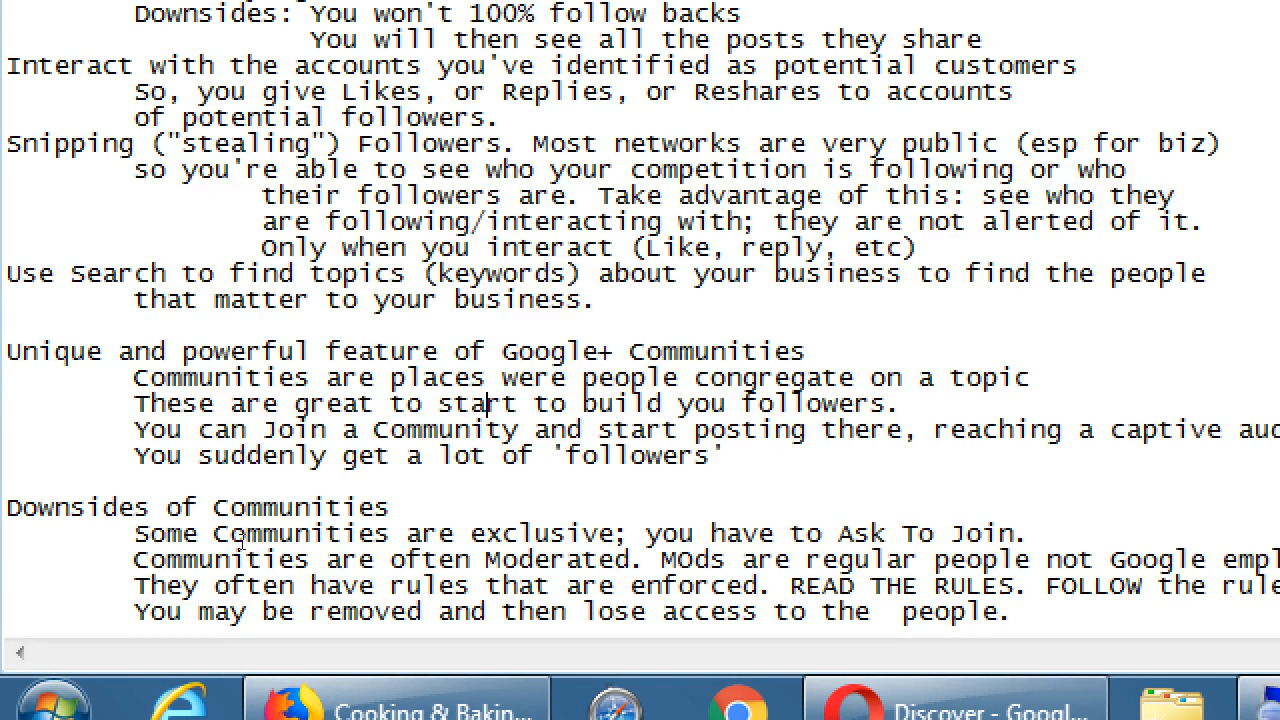 Downsides: You won't 100% follow backs
You will then see all the posts they share
Interact with the accounts you've identified as potential customers
So, you give Likes, or Replies, or Reshares to accounts
of potential followers.
Snipping ("stealing") Followers. Most networks are very public (esp for biz)
so you're able to see who your competition is following or who
their followers are. Take advantage of this: see who they
are following/interacting with; they are not alerted of it.
Only when you interact (Like, reply, etc)
Use Search to find topics (keywords) about your business to find the people
that matter to your business.
Unique and powerful feature of Google+ Communities
Communities are places were people congregate on a topic
These are great to start to build you followers.
You can Join a Community and start posting there, reaching a captive
You suddenly get a lot of 'followers'
Downsides of Communities
Some Communities are exclusive; you have to Ask To Join.
Communities are often Moderated. MOds are regular people not Google
They often have rules that are enforced. READ THE RULES. FOLLOW the
You may be removed and then lose access to the  people.
Cooking & Bakin... Discover - Googl...